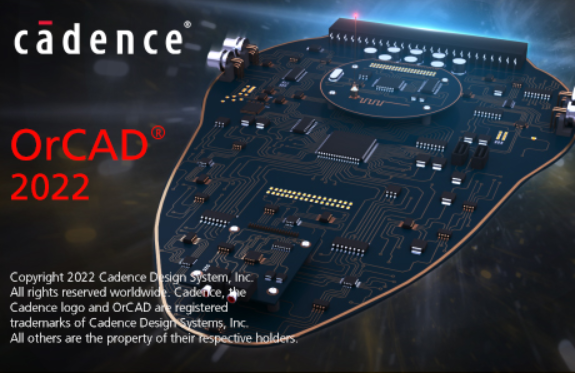 cādence®
OrCAD®
2022
Copyright 2022 Cadence Design System, Inc.
All rights reserved worldwide. Cadence, the
Cadence logo and OrCAD are registered
trademarks of Cadence Design Systems, Inc.
All others are the property of their respective holders.